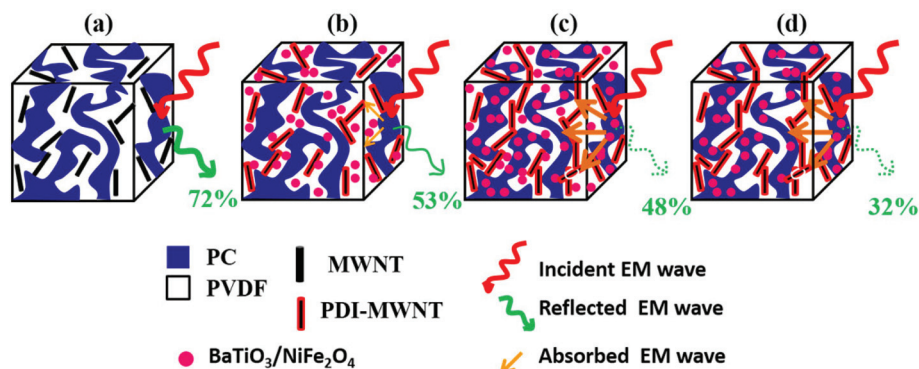 (a) (b) (c) (d)
72% 53% 48% 32%
PC MWNT Incident EM wave
PVDF
PDI-MWNT Reflected EM wave
BaTiO₃/NiFe₂O₄ Absorbed EM wave